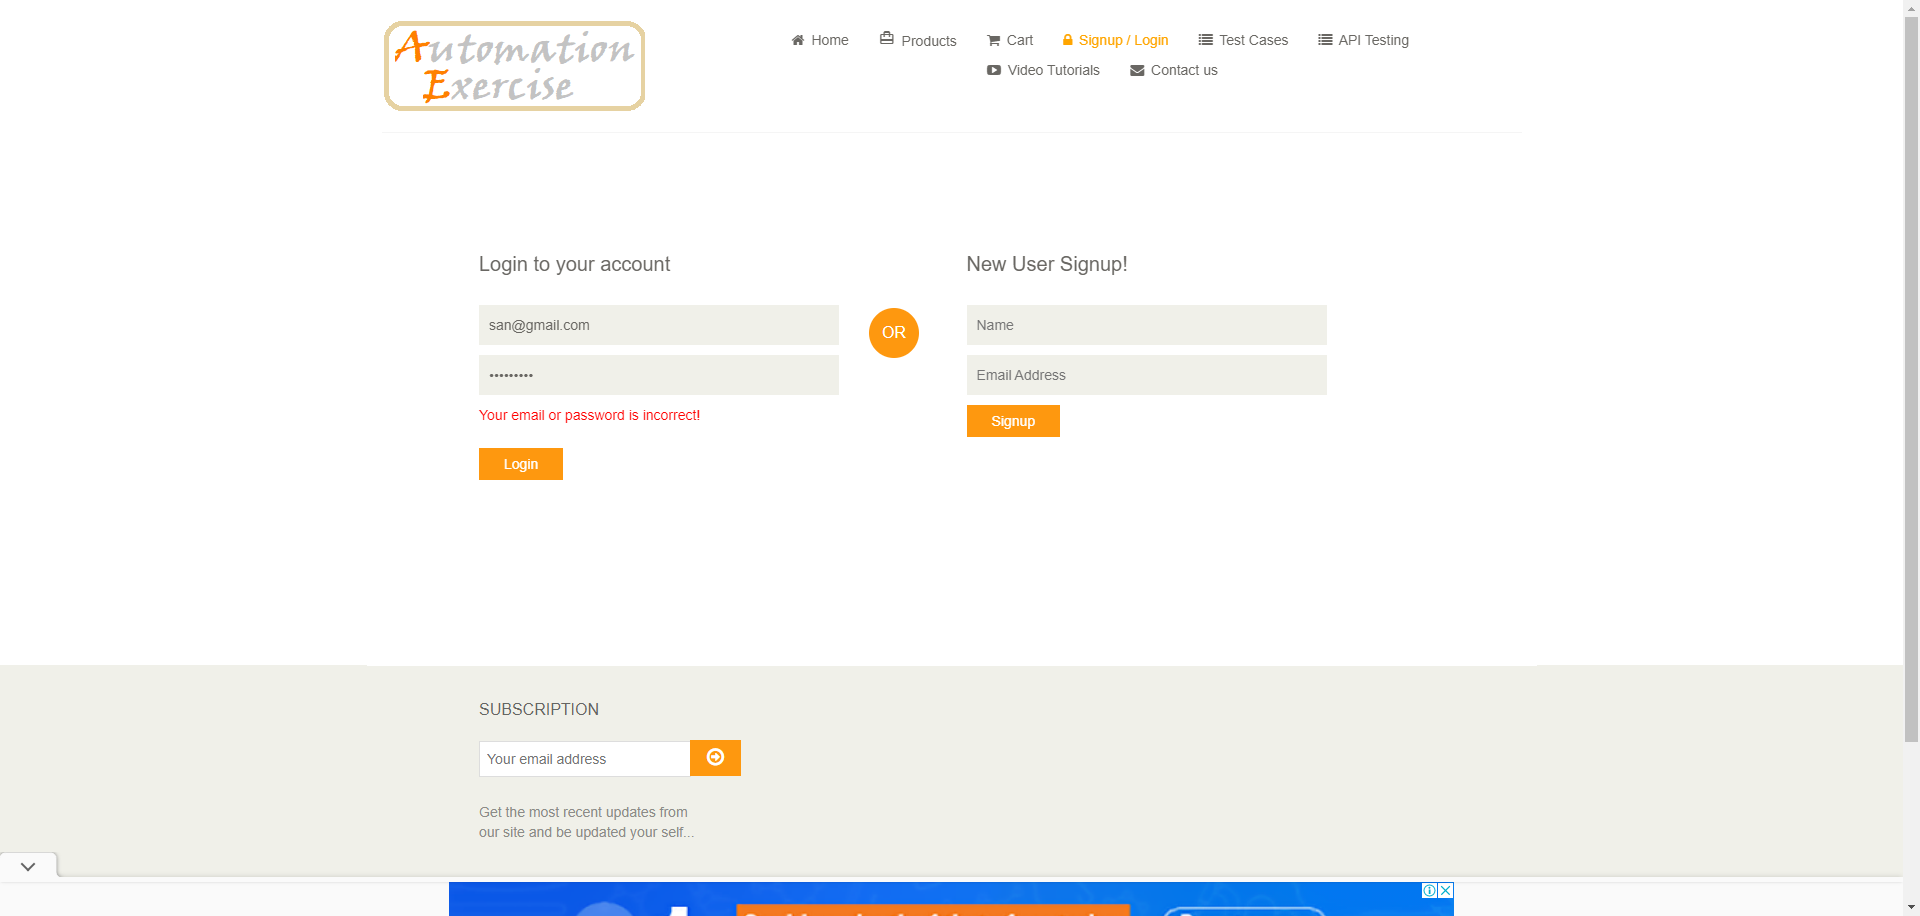 Automation
Exercise
Home
Products
Cart
Signup / Login
Test Cases
API Testing
Video Tutorials
Contact us
Login to your account
san@gmail.com
•••••••••
Your email or password is incorrect!
Login
OR
New User Signup!
Name
Email Address
Signup
SUBSCRIPTION
Your email address
Get the most recent updates from
our site and be updated your self...